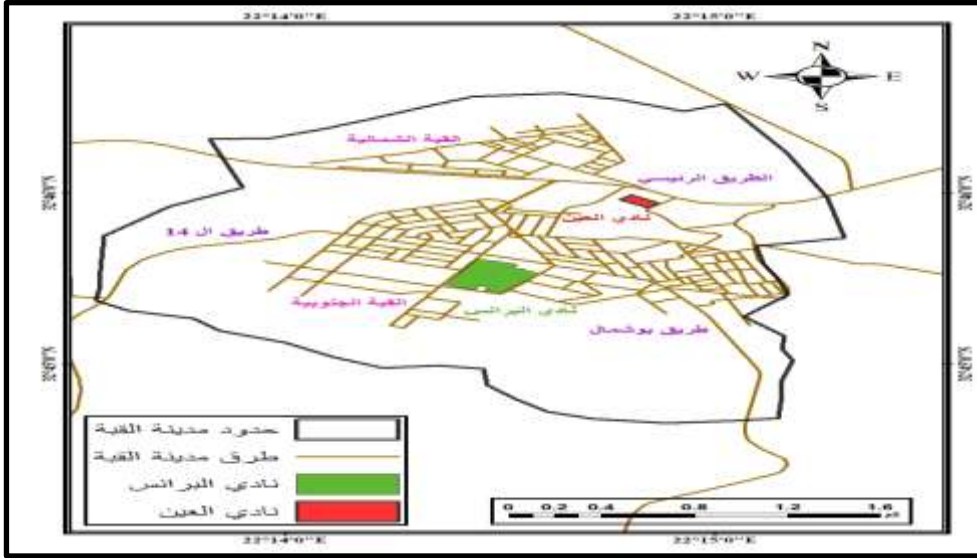 22°14'0"E 22°15'0"E
N
W E
S
القبة الشمالية
الطريق الرئيسي
نادي العين
طريق ال 14
القبة الجنوبية
نادي البرانس
طريق بوشمال
حدود مدينة القبة
طرق مدينة القبة
نادي البرانس
نادي العين
0 0.2 0.4 0.8 1.2 1.6
كم
22°14'0"E 22°15'0"E